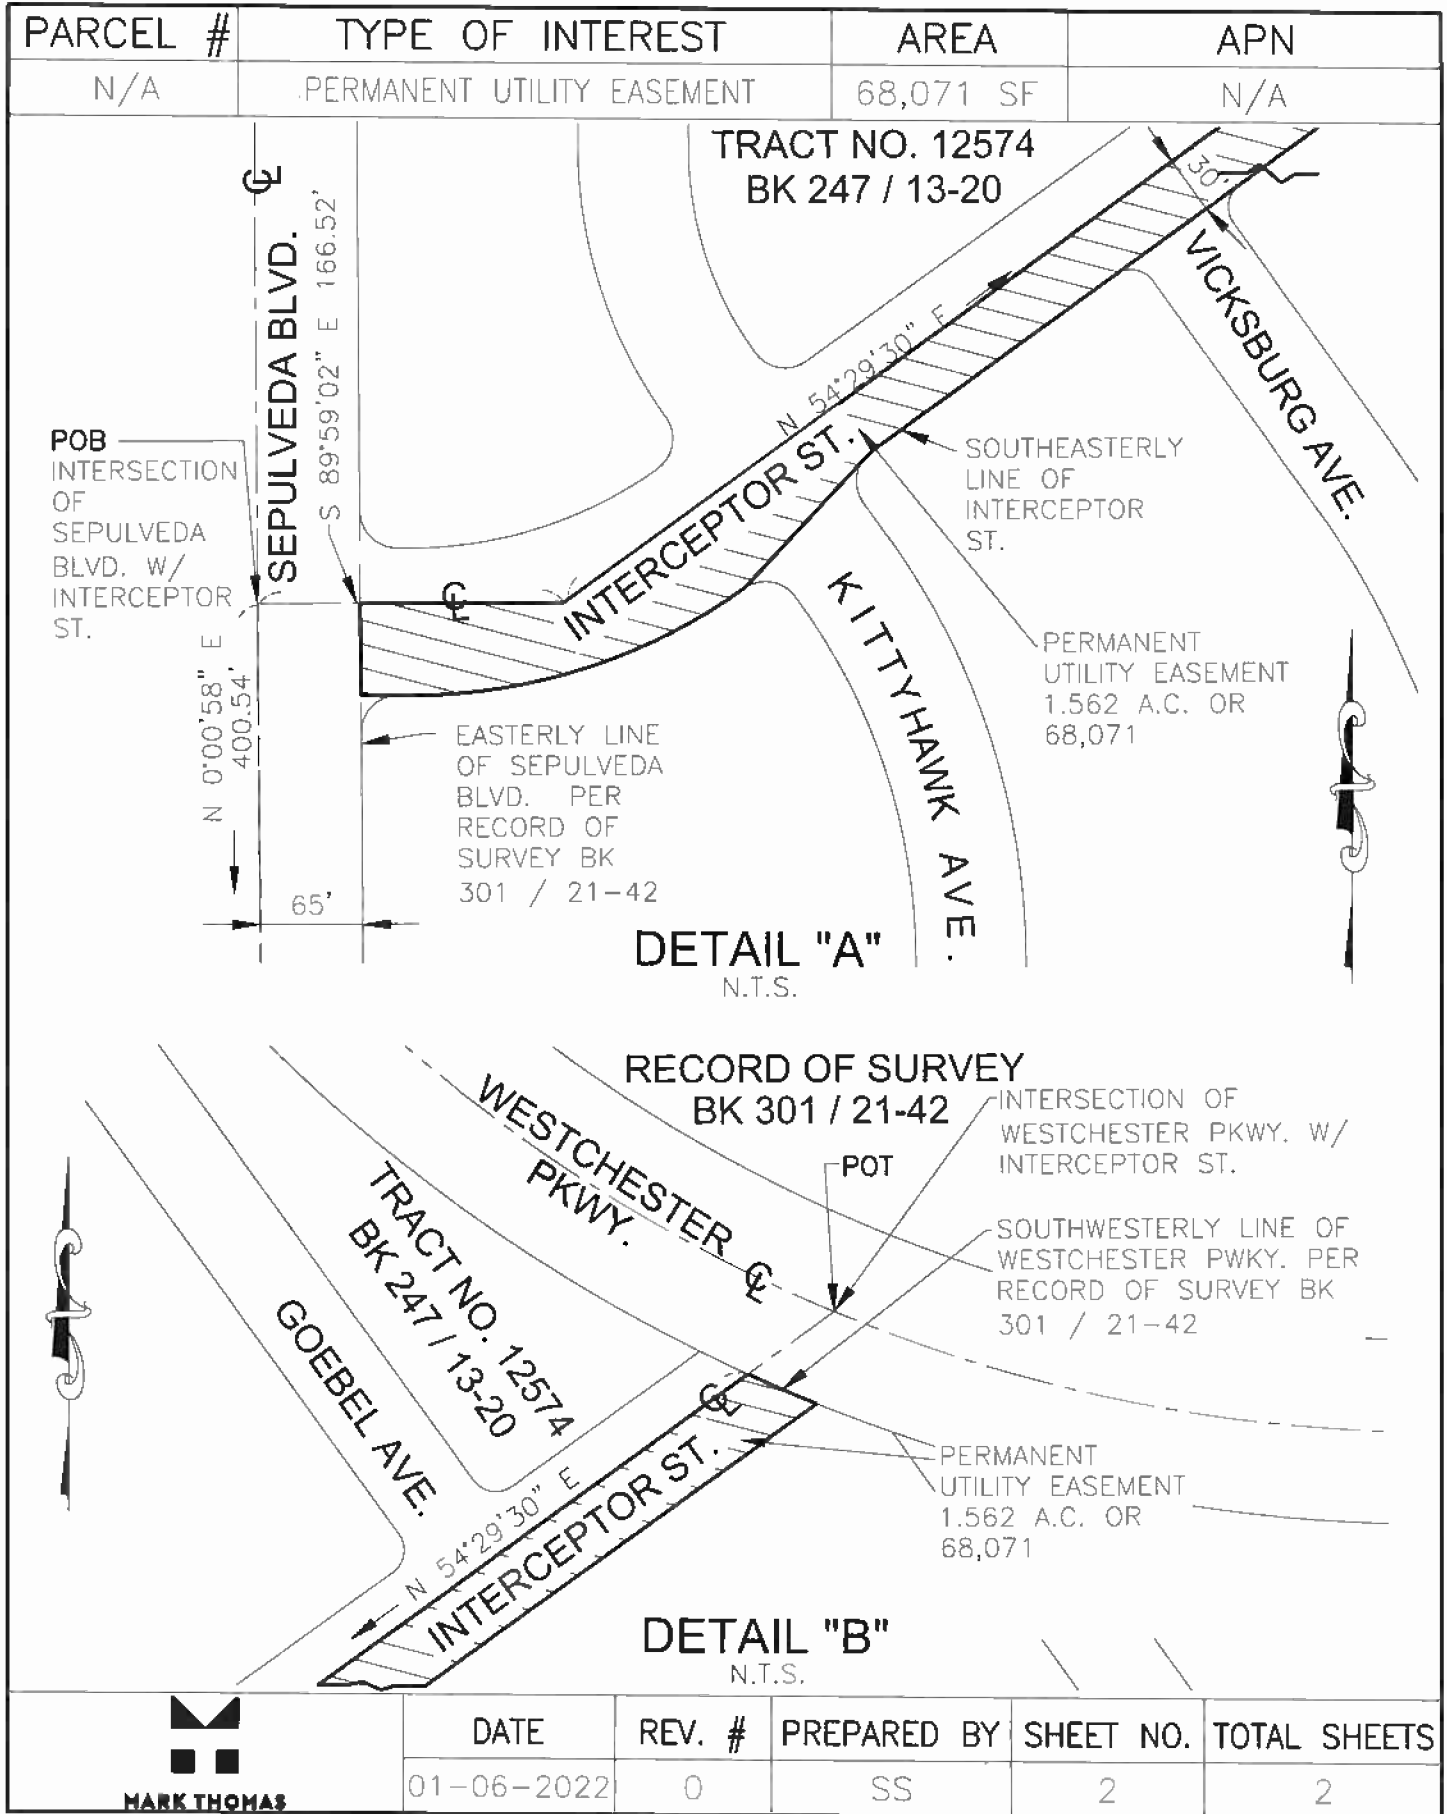 PARCEL # TYPE OF INTEREST AREA APN
N/A PERMANENT UTILITY EASEMENT 68,071 SF N/A
TRACT NO. 12574
BK 247 / 13-20
30'
℄
SEPULVEDA BLVD.
S 89°59'02" E 166.52'
VICKSBURG AVE.
N 54°29'30" E
POB
INTERSECTION
OF
SEPULVEDA
BLVD. W/
INTERCEPTOR
ST.
SOUTHEASTERLY
LINE OF
INTERCEPTOR
ST.
INTERCEPTOR ST.
℄
KITTYHAWK AVE.
PERMANENT
UTILITY EASEMENT
1.562 A.C. OR
68,071
N 0°00'58" E
400.54'
EASTERLY LINE
OF SEPULVEDA
BLVD. PER
RECORD OF
SURVEY BK
301 / 21-42
65'
DETAIL "A"
N.T.S.
RECORD OF SURVEY
BK 301 / 21-42
WESTCHESTER
PKWY.
INTERSECTION OF
WESTCHESTER PKWY. W/
INTERCEPTOR ST.
POT
TRACT NO. 12574
BK 247 / 13-20
℄
SOUTHWESTERLY LINE OF
WESTCHESTER PWKY. PER
RECORD OF SURVEY BK
301 / 21-42
GOEBEL AVE.
℄
N 54°29'30" E
INTERCEPTOR ST.
PERMANENT
UTILITY EASEMENT
1.562 A.C. OR
68,071
DETAIL "B"
N.T.S.
MARK THOMAS
DATE REV. # PREPARED BY SHEET NO. TOTAL SHEETS
01-06-2022 0 SS 2 2